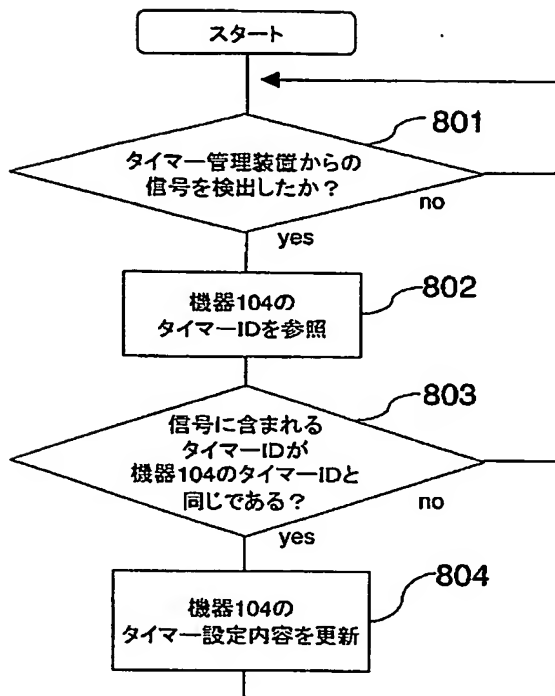 スタート
801
タイマー管理装置からの
信号を検出したか？
no
yes
802
機器104の
タイマーIDを参照
803
信号に含まれる
タイマーIDが
機器104のタイマーIDと
同じである？
no
yes
804
機器104の
タイマー設定内容を更新